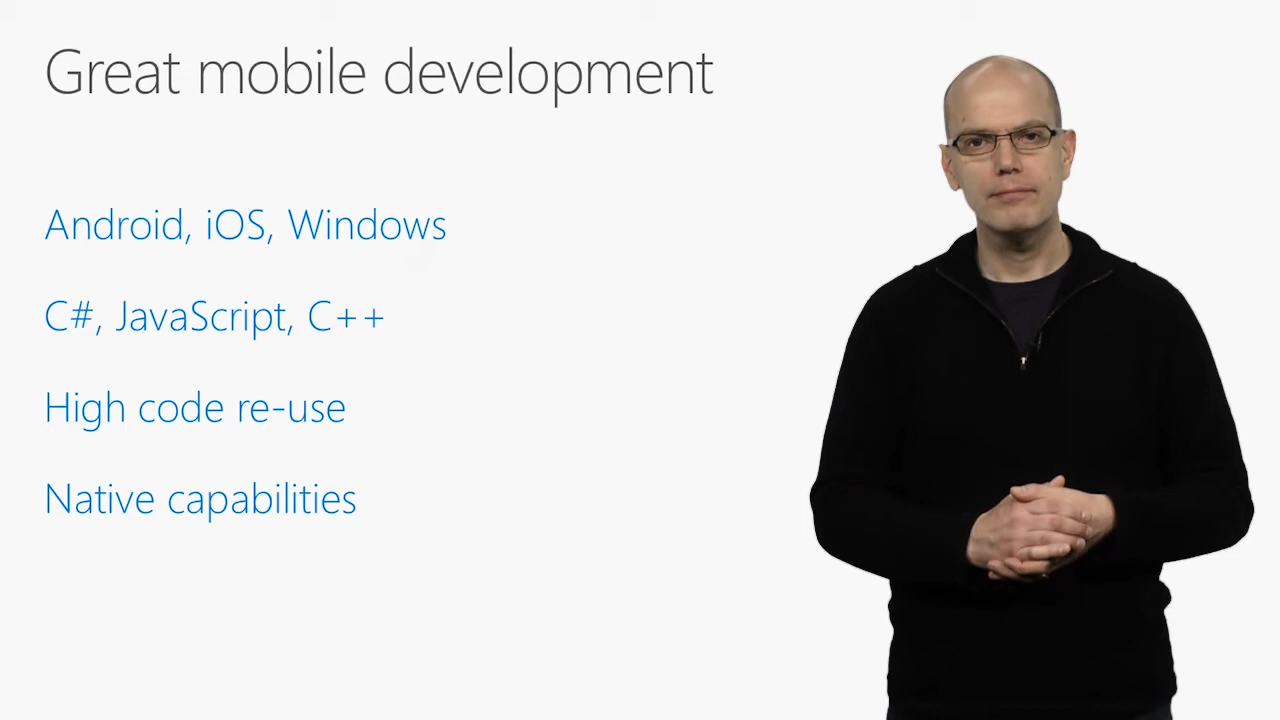 Great mobile development
Android, iOS, Windows
C#, JavaScript, C++
High code re-use
Native capabilities